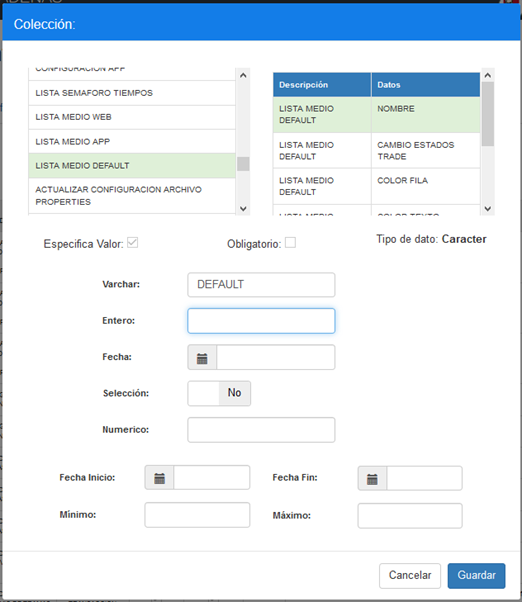 Colección:
CONFIGURACION APP
LISTA SEMAFORO TIEMPOS
LISTA MEDIO WEB
LISTA MEDIO APP
LISTA MEDIO DEFAULT
ACTUALIZAR CONFIGURACION ARCHIVO
PROPERTIES
Descripción Datos
LISTA MEDIO
DEFAULT
NOMBRE
LISTA MEDIO
DEFAULT
CAMBIO ESTADOS
TRADE
LISTA MEDIO
DEFAULT
COLOR FILA
LISTA MEDIO COLOR TEXTO
Especifica Valor: Obligatorio: Tipo de dato: Caracter
Varchar: DEFAULT
Entero:
Fecha:
Selección: No
Numerico:
Fecha Inicio: Fecha Fin:
Mínimo: Máximo:
Cancelar Guardar